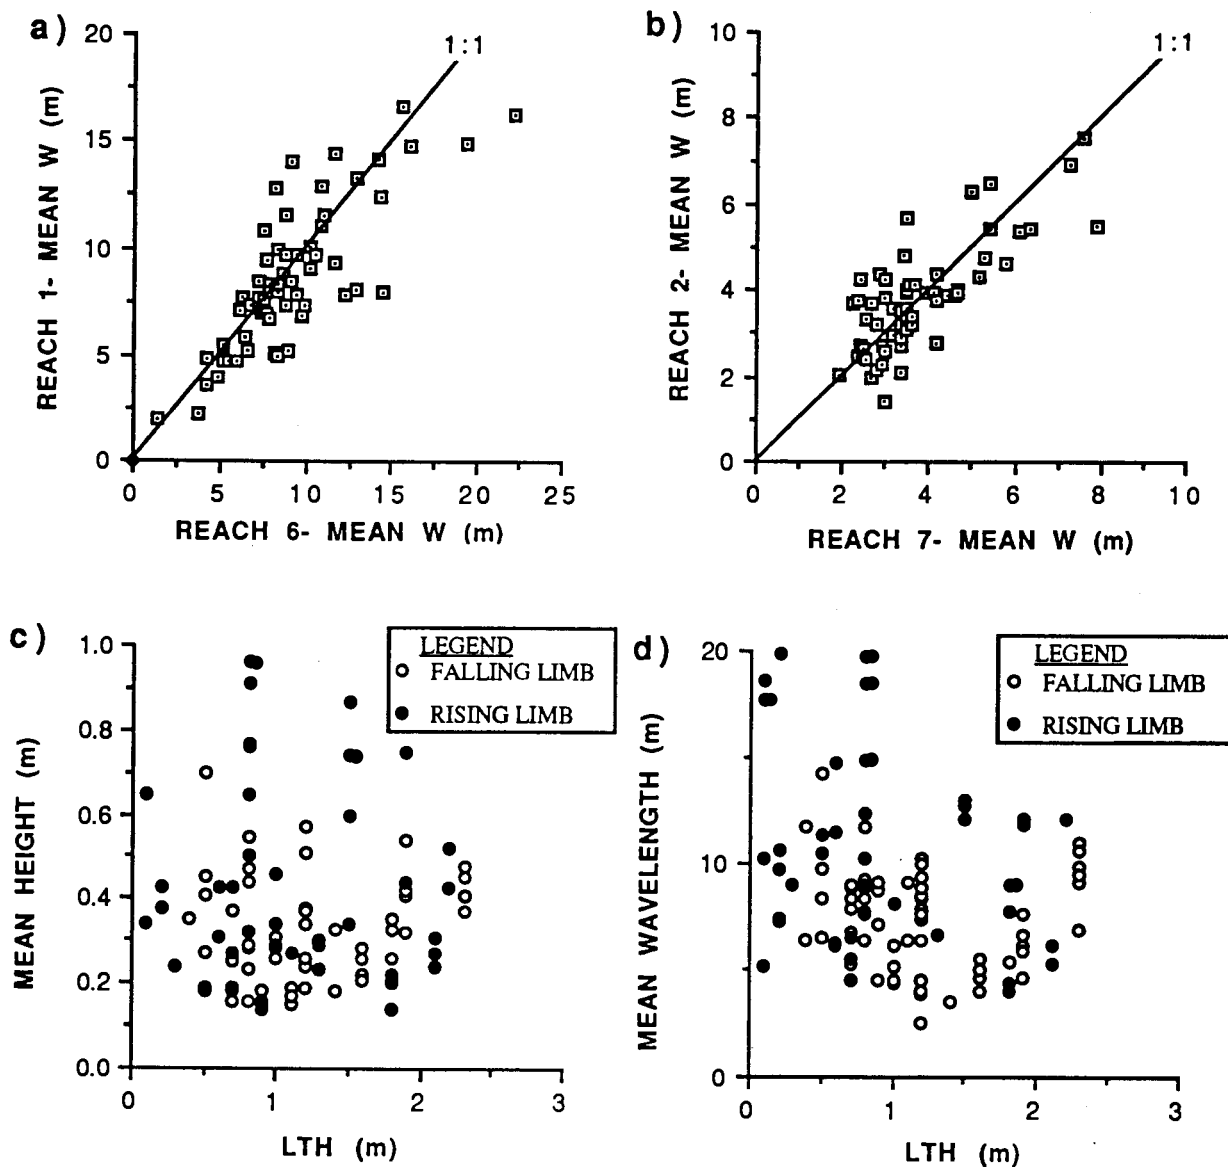 a)
20
15
10
5
0
REACH 1- MEAN W (m)
1:1
0 5 10 15 20 25
REACH 6- MEAN W (m)
b)
10
8
6
4
2
0
REACH 2- MEAN W (m)
1:1
0 2 4 6 8 10
REACH 7- MEAN W (m)
c)
1.0
0.8
0.6
0.4
0.2
0.0
MEAN HEIGHT (m)
LEGEND
FALLING LIMB
RISING LIMB
0 1 2 3
LTH (m)
d)
20
10
0
MEAN WAVELENGTH (m)
LEGEND
FALLING LIMB
RISING LIMB
0 1 2 3
LTH (m)